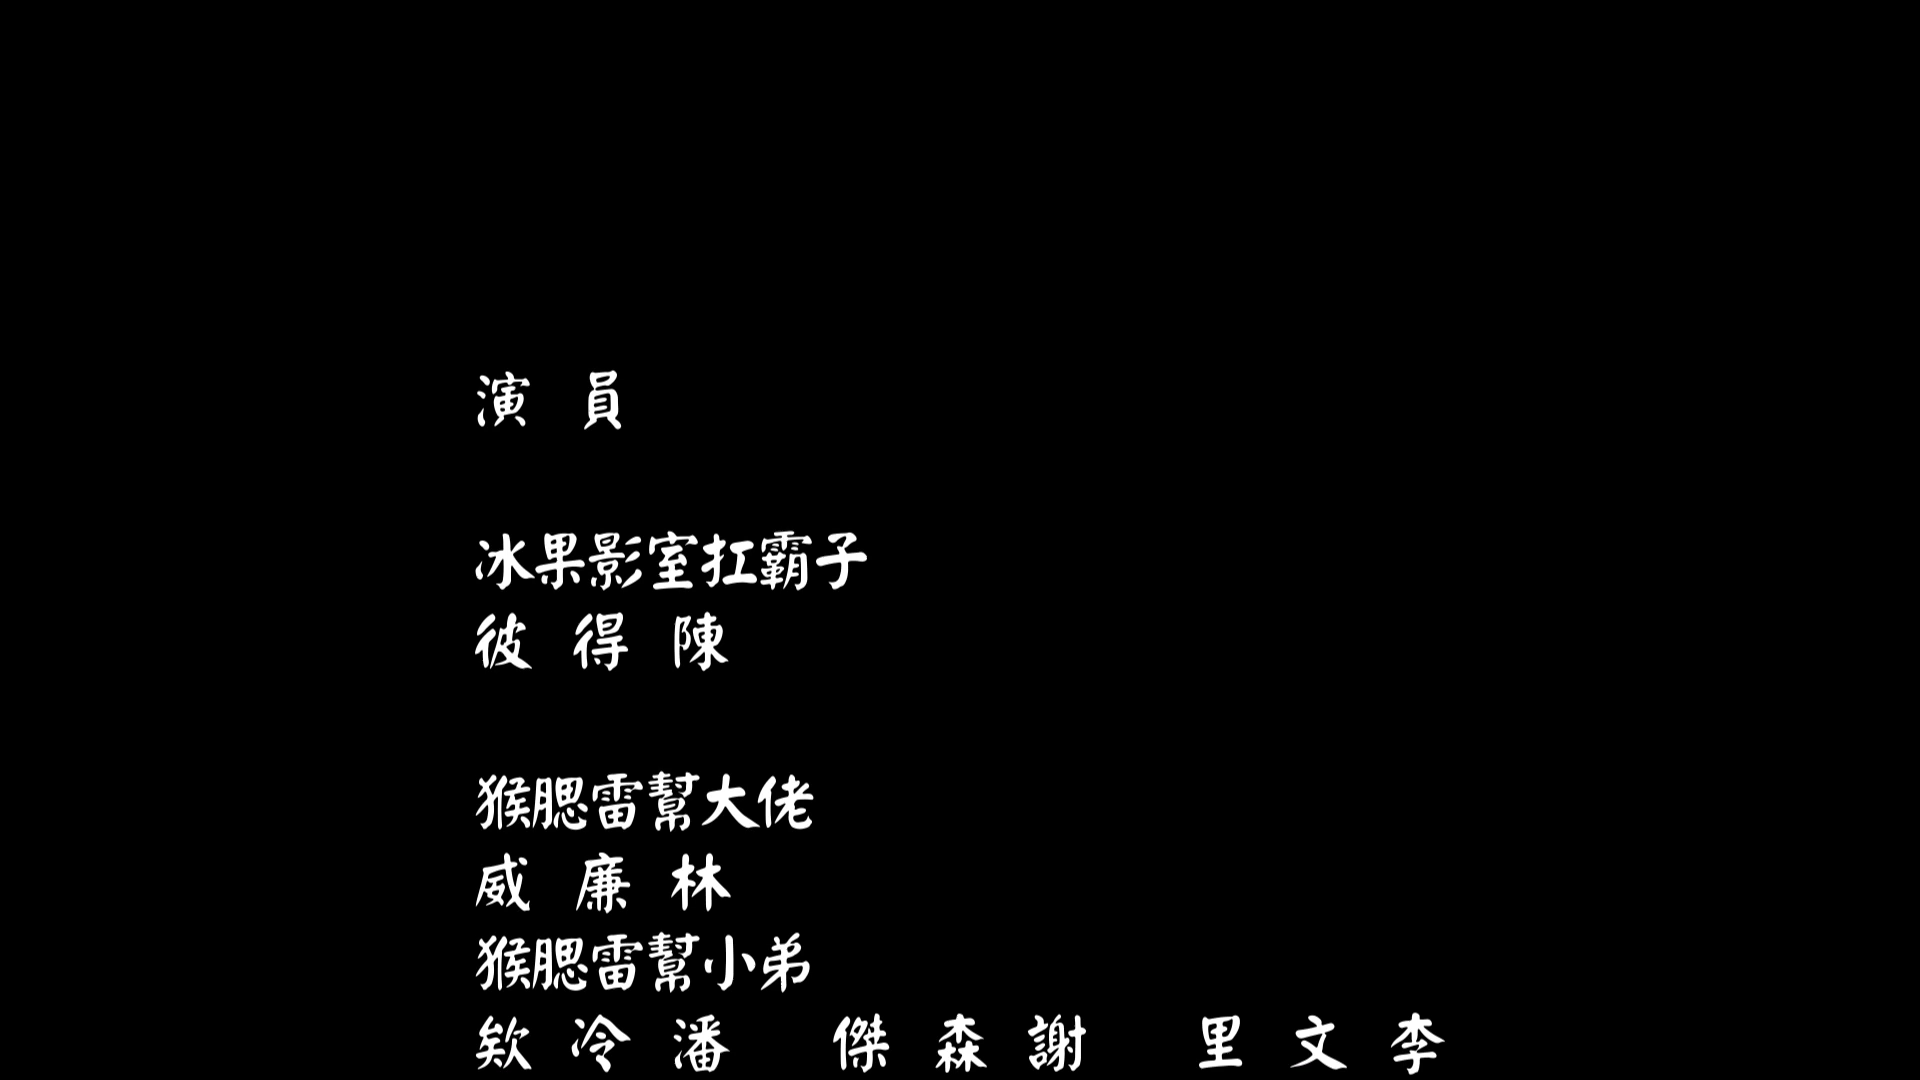 演 員
冰果影室扛霸子
彼 得 陳
猴腮雷幫大佬
威 廉 林
猴腮雷幫小弟
欸 冷 潘 傑 森 謝 里 文 李